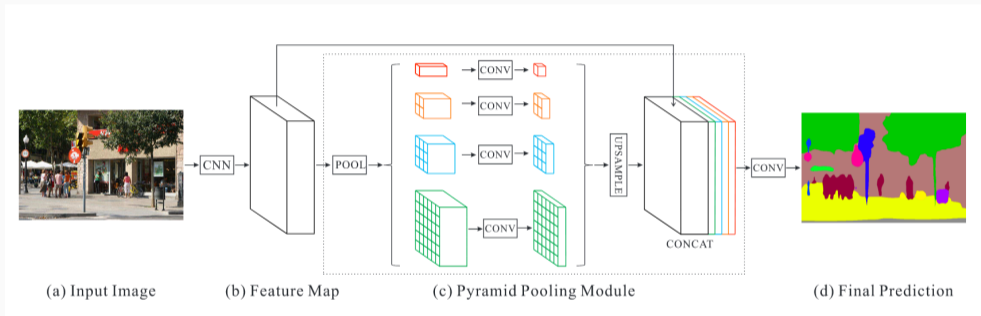 CNN
POOL
CONV
CONV
CONV
CONV
UPSAMPLE
CONCAT
CONV
(a) Input Image
(b) Feature Map
(c) Pyramid Pooling Module
(d) Final Prediction